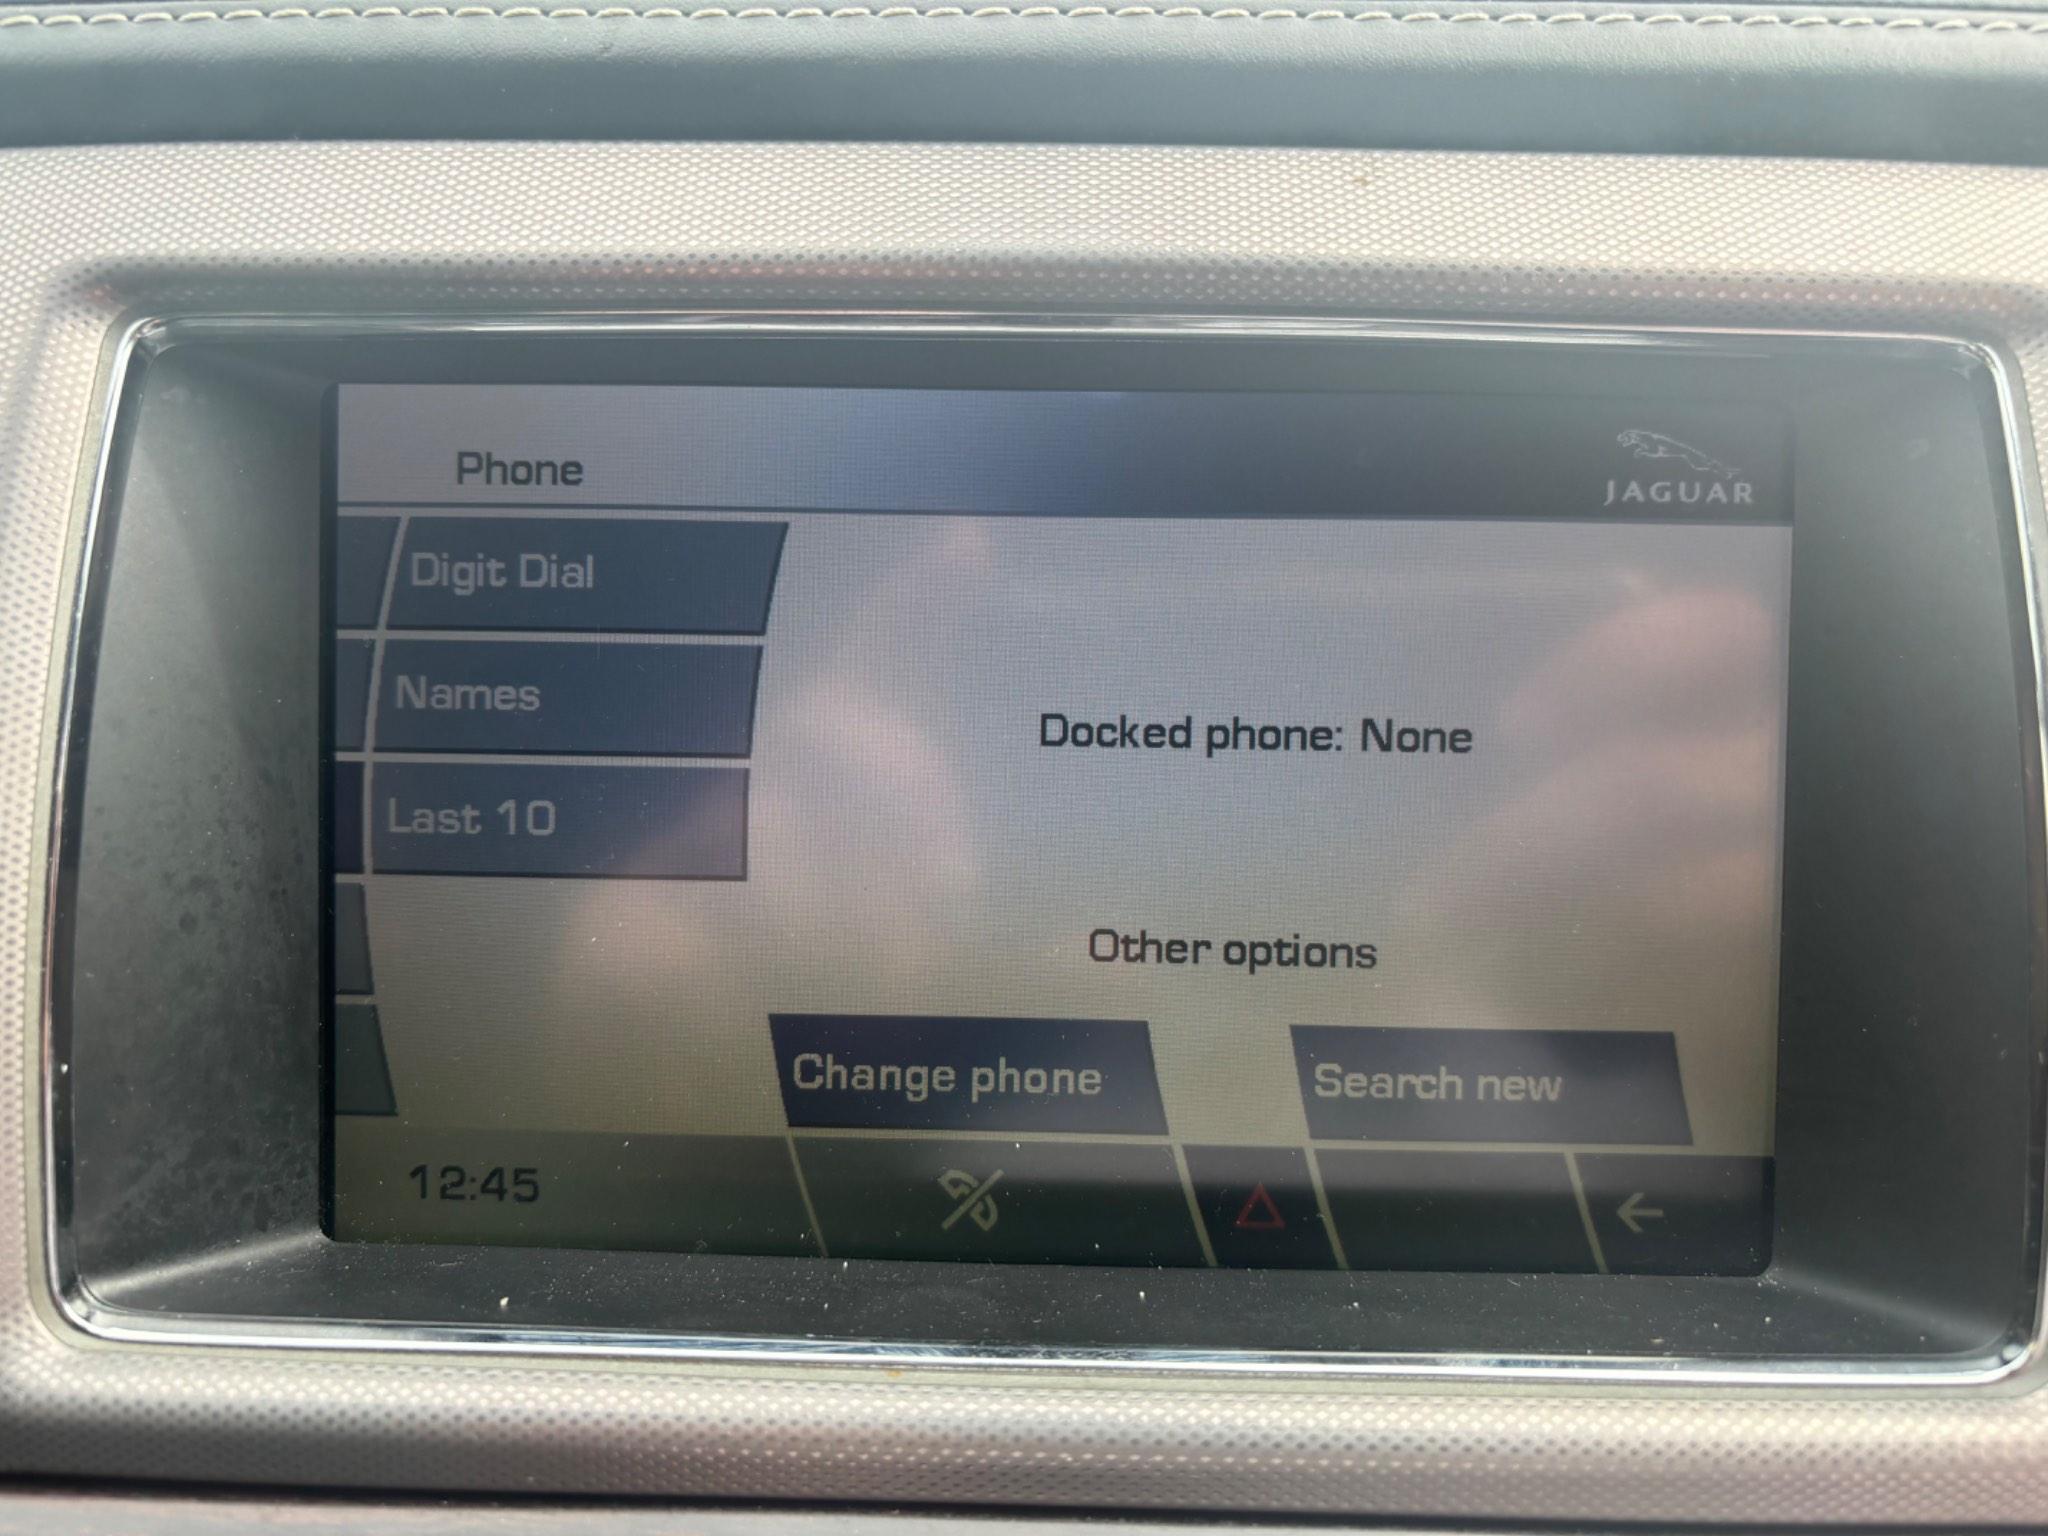 Phone
JAGUAR
Digit Dial
Names
Last 10
Docked phone: None
Other options
Change phone
Search new
12:45